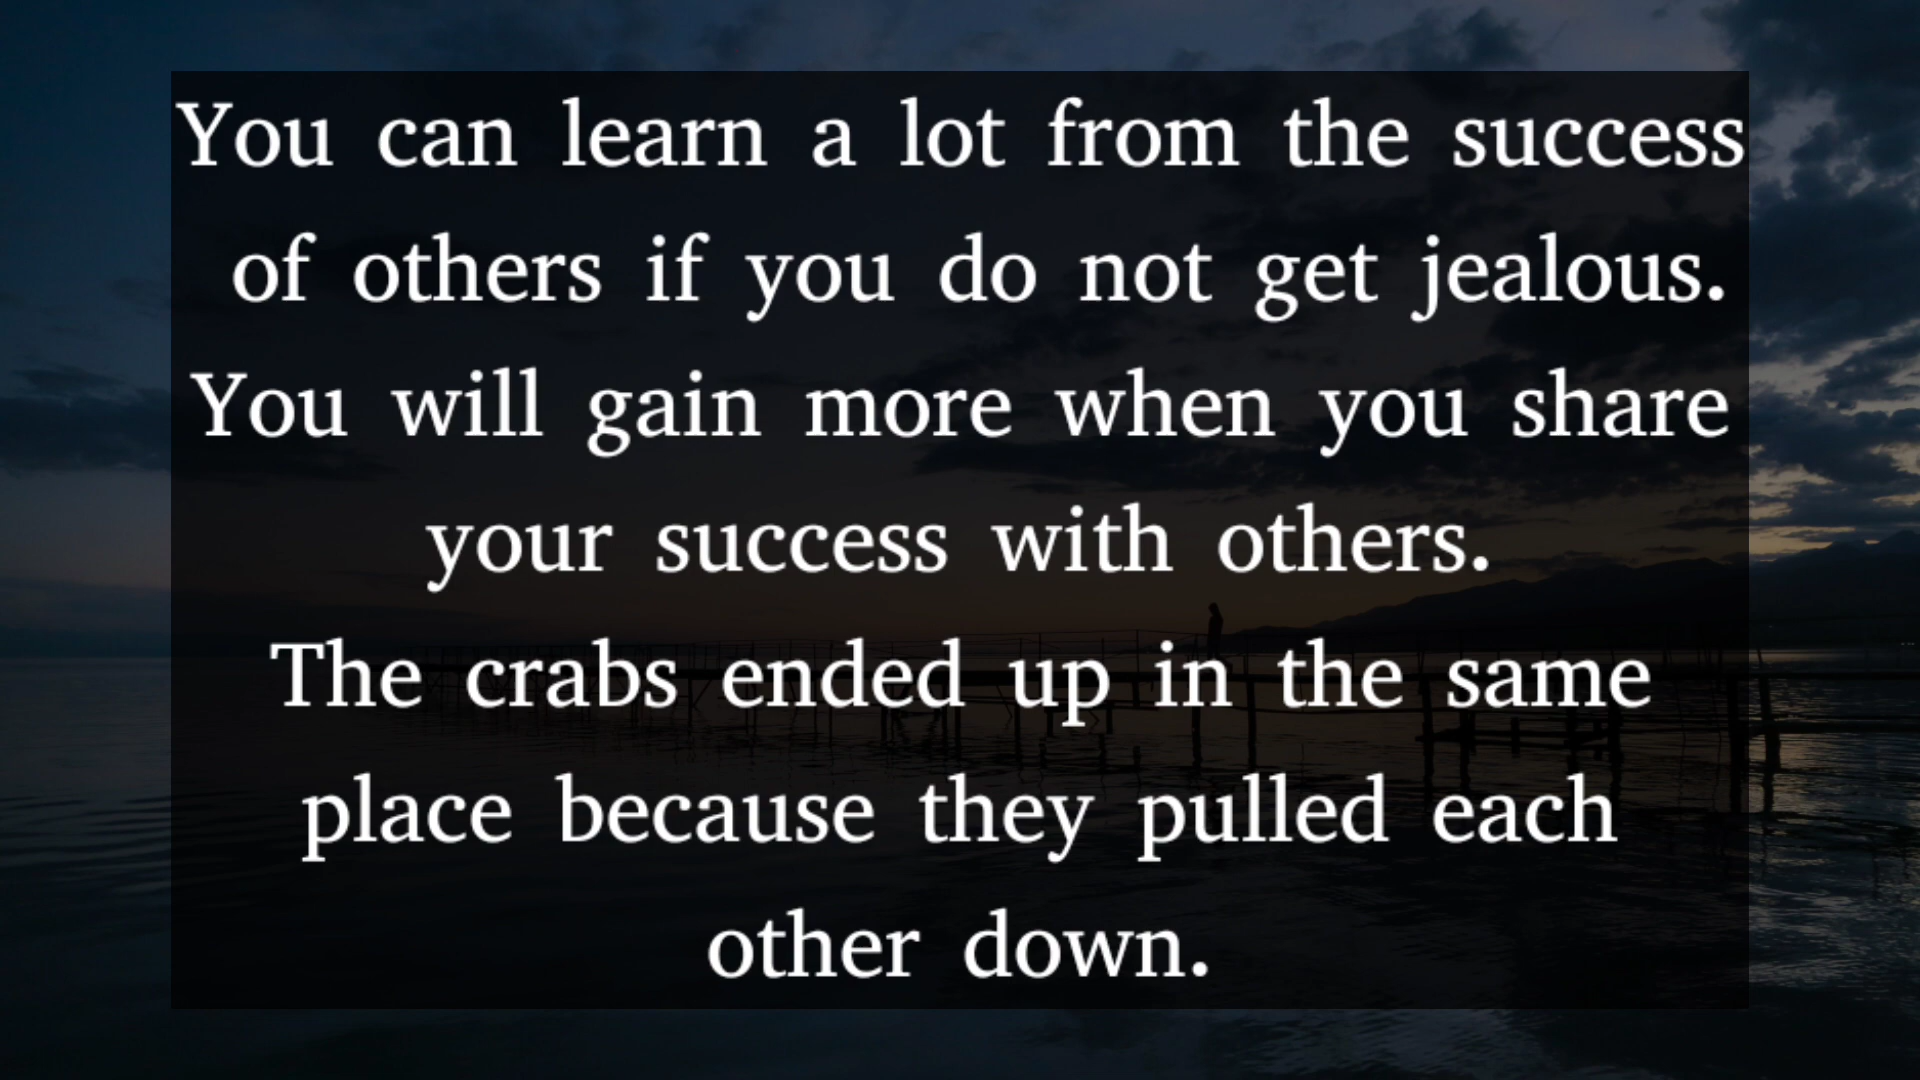 You can learn a lot from the success
of others if you do not get jealous.
You will gain more when you share
your success with others.
The crabs ended up in the same
place because they pulled each
other down.